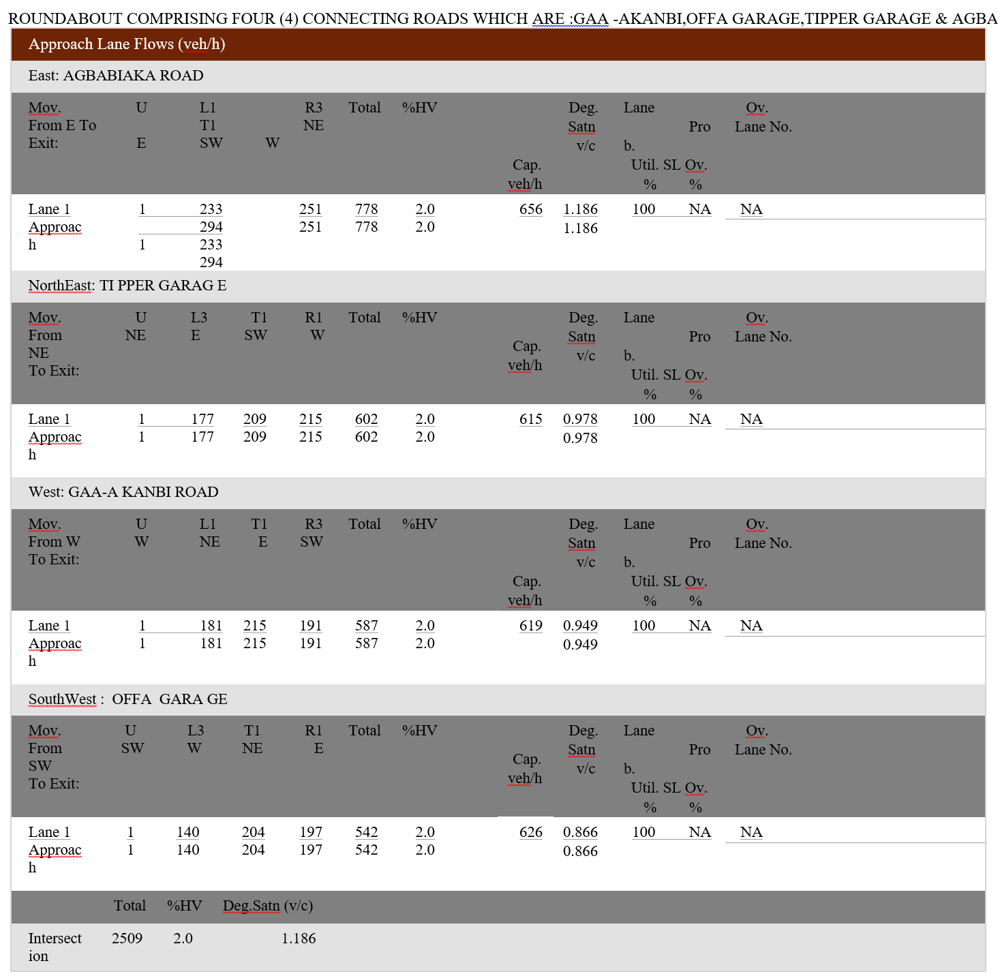 ROUNDABOUT COMPRISING FOUR (4) CONNECTING ROADS WHICH ARE :GAA -AKANBI,OFFA GARAGE,TIPPER GARAGE & AGBA
Approach Lane Flows (veh/h)
East: AGBABIAKA ROAD
Mov. U L1 R3 Total %HV Deg. Lane Ov.
From E To T1 NE Satn Pro Lane No.
Exit: E SW W v/c b.
Cap. Util. SL Ov.
veh/h % %
Lane 1 1 233 251 778 2.0 656 1.186 100 NA NA
Approac 294 251 778 2.0 1.186
h 1 233
294
NorthEast: TI PPER GARAG E
Mov. U L3 T1 R1 Total %HV Deg. Lane Ov.
From NE E SW W Satn Pro Lane No.
NE Cap. v/c b.
To Exit: veh/h Util. SL Ov.
% %
Lane 1 1 177 209 215 602 2.0 615 0.978 100 NA NA
Approac 1 177 209 215 602 2.0 0.978
h
West: GAA-A KANBI ROAD
Mov. U L1 T1 R3 Total %HV Deg. Lane Ov.
From W W NE E SW Satn Pro Lane No.
To Exit: v/c b.
Cap. Util. SL Ov.
veh/h % %
Lane 1 1 181 215 191 587 2.0 619 0.949 100 NA NA
Approac 1 181 215 191 587 2.0 0.949
h
SouthWest : OFFA GARA GE
Mov. U L3 T1 R1 Total %HV Deg. Lane Ov.
From SW W NE E Satn Pro Lane No.
SW Cap. v/c b.
To Exit: veh/h Util. SL Ov.
% %
Lane 1 1 140 204 197 542 2.0 626 0.866 100 NA NA
Approac 1 140 204 197 542 2.0 0.866
h
Total %HV Deg.Satn (v/c)
Intersect 2509 2.0 1.186
ion